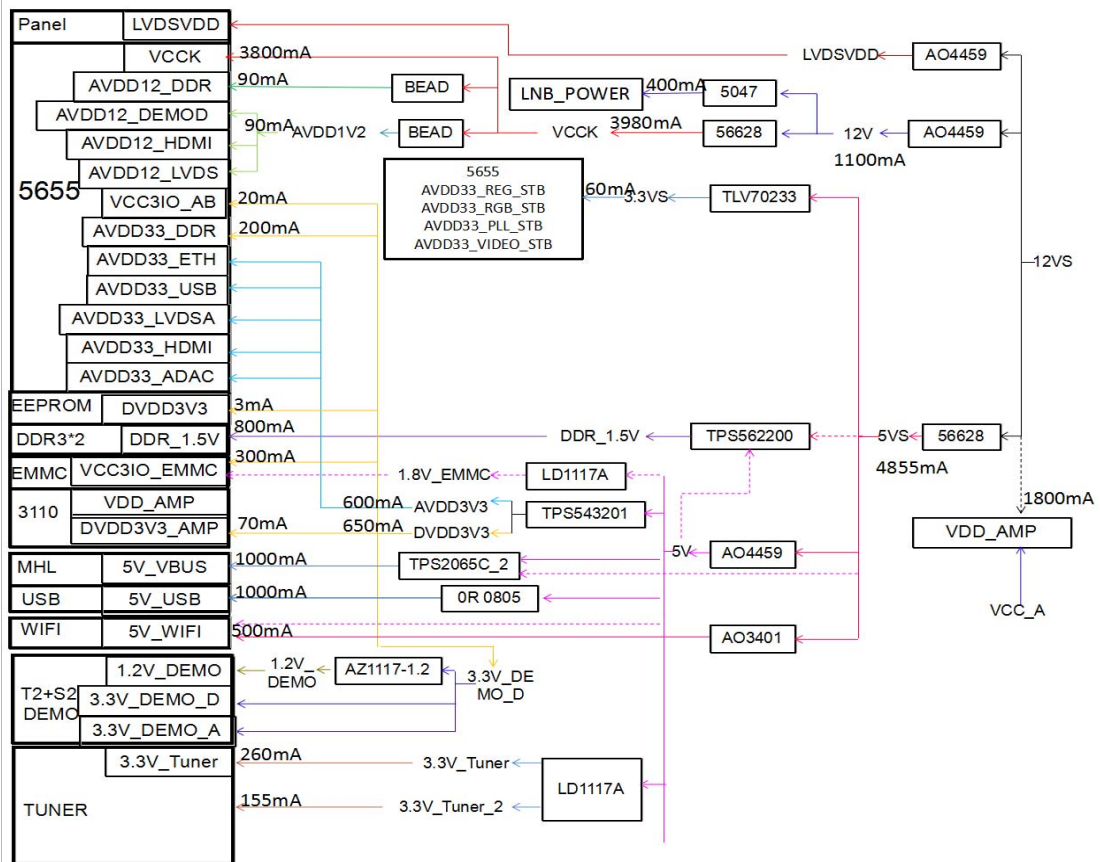 Panel LVDSVDD
LVDSVDD AO4459
VCCK 3800mA
5655
AVDD12_DDR 90mA BEAD
LNB_POWER 400mA 5047
AVDD12_DEMOD
90mA AVDD1V2 BEAD VCCK 3980mA 56628 12V AO4459
1100mA
AVDD12_HDMI
AVDD12_LVDS
5655
AVDD33_REG_STB
AVDD33_RGB_STB
AVDD33_PLL_STB
AVDD33_VIDEO_STB
60mA 3.3VS TLV70233
VCC3IO_AB 20mA
AVDD33_DDR 200mA
AVDD33_ETH
12VS
AVDD33_USB
AVDD33_LVDSA
AVDD33_HDMI
AVDD33_ADAC
EEPROM DVDD3V3 3mA
DDR3*2 DDR_1.5V 800mA DDR_1.5V TPS562200 5VS 56628
4855mA
300mA
EMMC VCC3IO_EMMC 1.8V_EMMC LD1117A
3110 VDD_AMP
600mA AVDD3V3 TPS543201
1800mA
DVDD3V3_AMP 70mA 650mA DVDD3V3
VDD_AMP
5V AO4459
MHL 5V_VBUS 1000mA TPS2065C_2
USB 5V_USB 1000mA 0R 0805
VCC_A
WIFI 5V_WIFI 500mA AO3401
T2+S2
DEMO
1.2V_DEMO 1.2V_
DEMO
AZ1117-1.2 3.3V_DE
MO_D
3.3V_DEMO_D
3.3V_DEMO_A
TUNER
3.3V_Tuner 260mA 3.3V_Tuner
LD1117A
155mA 3.3V_Tuner_2